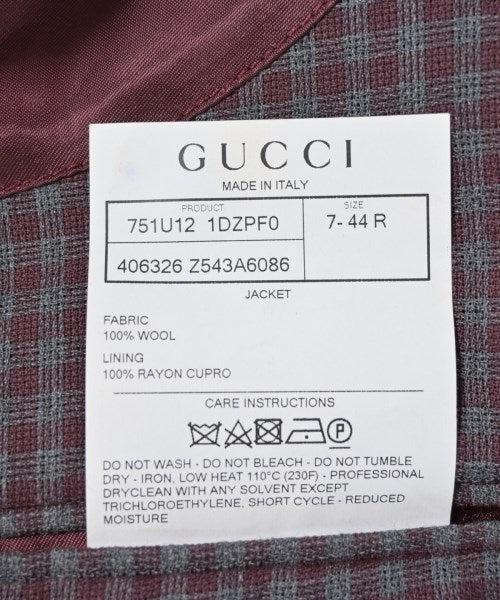 GUCCI
MADE IN ITALY
PRODUCT SIZE
751U12 1DZPF0 7- 44 R
406326 Z543A6086
JACKET
FABRIC
100% WOOL
LINING
100% RAYON CUPRO
CARE INSTRUCTIONS
P
DO NOT WASH - DO NOT BLEACH - DO NOT TUMBLE
DRY - IRON, LOW HEAT 110°C (230F) - PROFESSIONAL
DRYCLEAN WITH ANY SOLVENT EXCEPT
TRICHLOROETHYLENE, SHORT CYCLE - REDUCED
MOISTURE